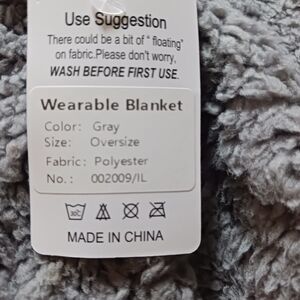 Use Suggestion
There could be a bit of "floating"
on fabric.Please don't worry,
WASH BEFORE FIRST USE.
Wearable Blanket
Color: Gray
Size: Oversize
Fabric: Polyester
No.: 002009/IL
30C
MADE IN CHINA